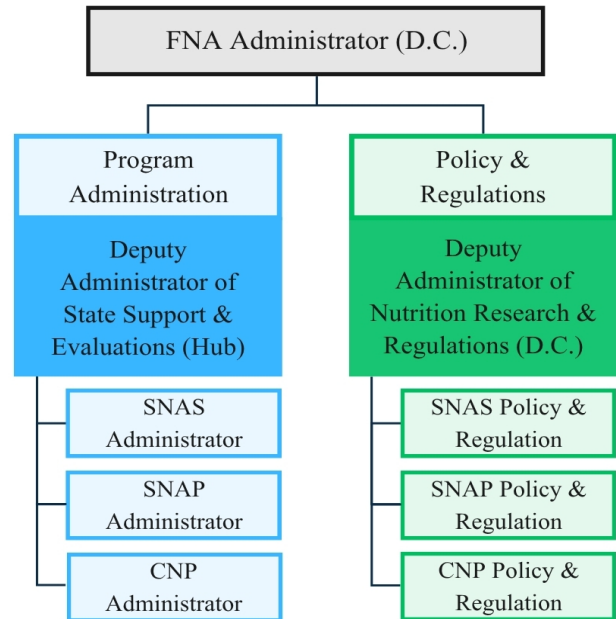 FNA Administrator (D.C.)
Program
Administration
Deputy
Administrator of
State Support &
Evaluations (Hub)
SNAS
Administrator
SNAP
Administrator
CNP
Administrator
Policy &
Regulations
Deputy
Administrator of
Nutrition Research &
Regulations (D.C.)
SNAS Policy &
Regulation
SNAP Policy &
Regulation
CNP Policy &
Regulation